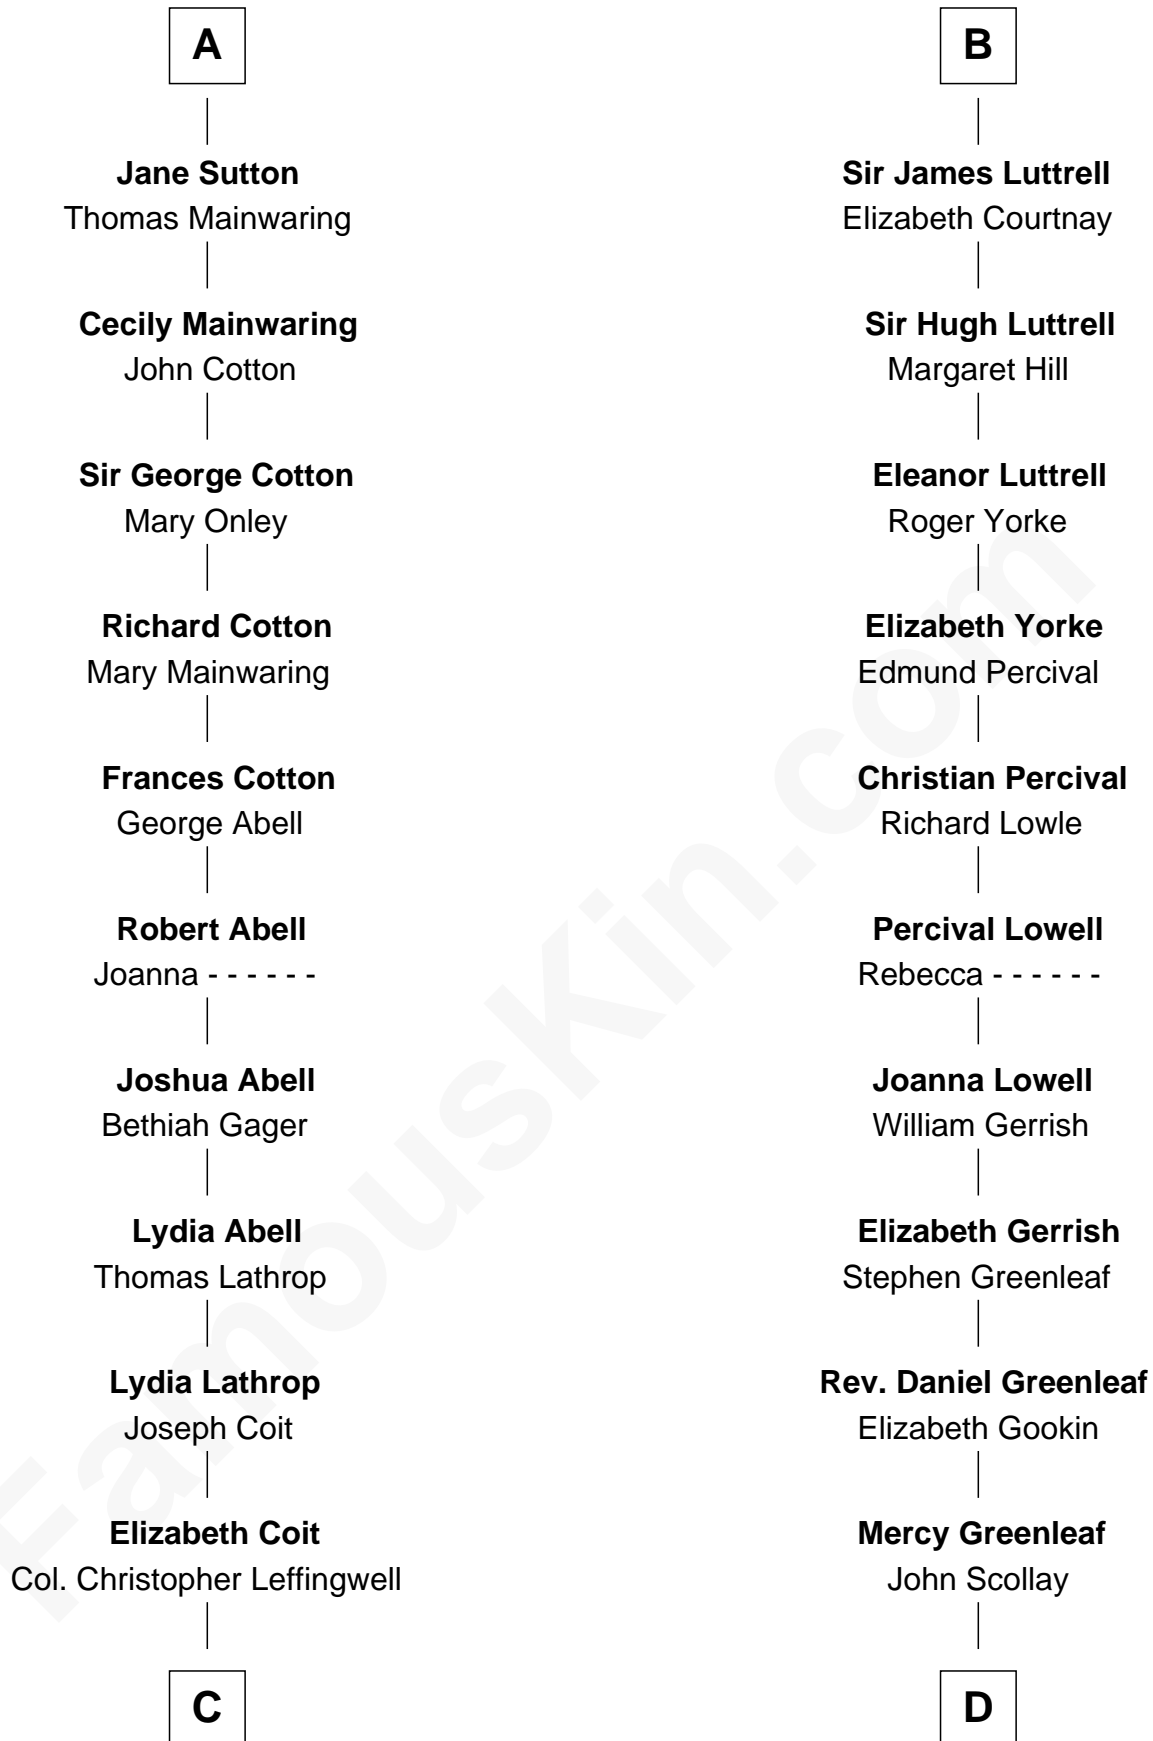 A
Jane Sutton
Thomas Mainwaring
Cecily Mainwaring
John Cotton
Sir George Cotton
Mary Onley
Richard Cotton
Mary Mainwaring
Frances Cotton
George Abell
Robert Abell
Joanna - - - - - -
Joshua Abell
Bethiah Gager
Lydia Abell
Thomas Lathrop
Lydia Lathrop
Joseph Coit
Elizabeth Coit
Col. Christopher Leffingwell
C
B
Sir James Luttrell
Elizabeth Courtnay
Sir Hugh Luttrell
Margaret Hill
Eleanor Luttrell
Roger Yorke
Elizabeth Yorke
Edmund Percival
Christian Percival
Richard Lowle
Percival Lowell
Rebecca - - - - - -
Joanna Lowell
William Gerrish
Elizabeth Gerrish
Stephen Greenleaf
Rev. Daniel Greenleaf
Elizabeth Gookin
Mercy Greenleaf
John Scollay
D
FamousKin.com